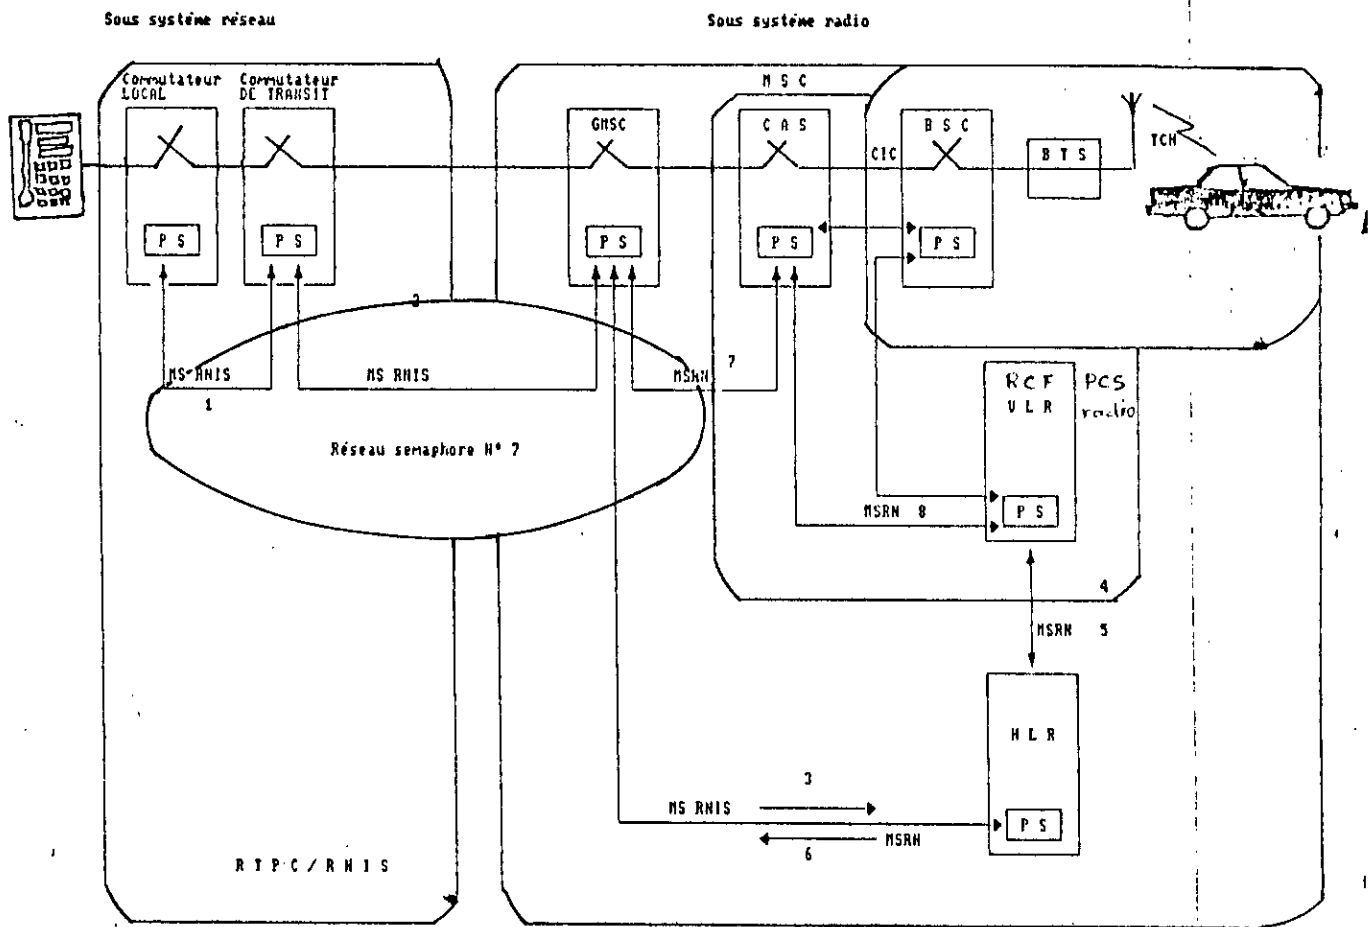 Sous système réseau
Sous système radio
Commutateur
LOCAL
Commutateur
DE TRANSIT
M S C
GMSC
C A S
B S C
CIC
B T S
TCH
P S
P S
P S
P S
P S
2
MS RNIS
1
MS RNIS
MSRN
7
Réseau semaphore N° 7
RCF
VLR
PCS
radio
P S
MSRN 8
4
MSRN 5
H L R
3
MS RNIS
P S
MSRN
6
R T P C / R N I S